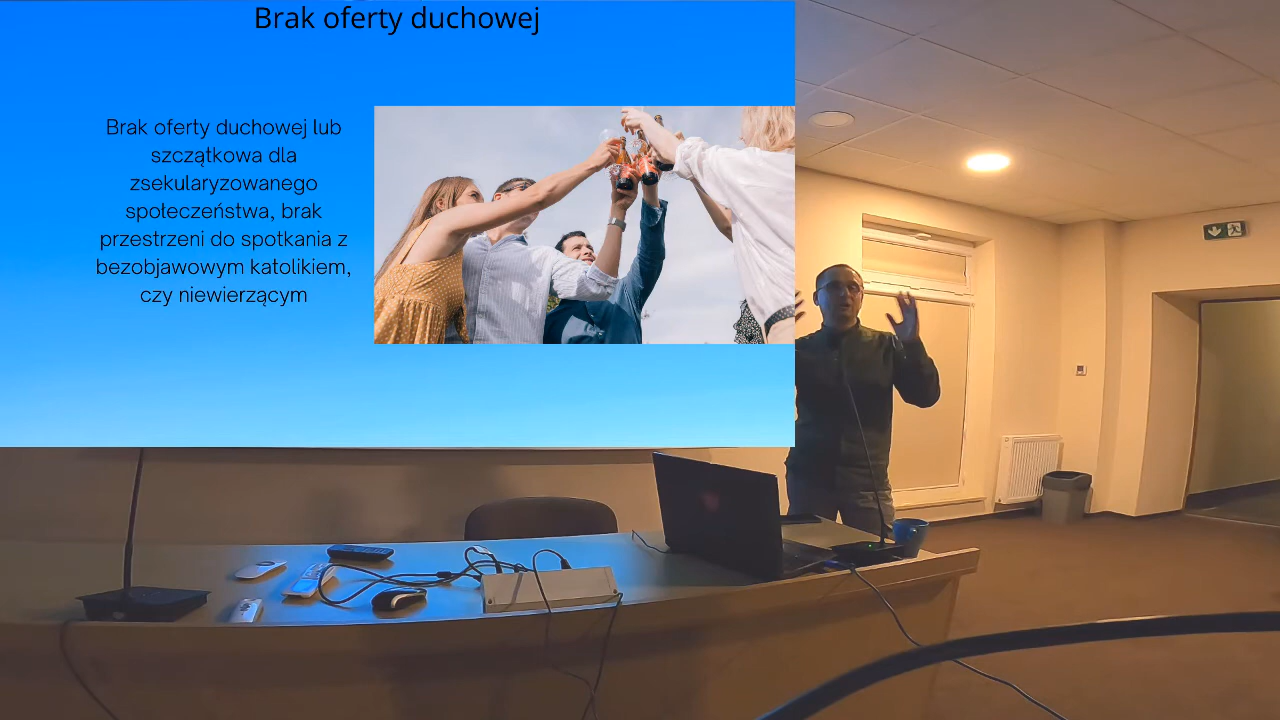 Brak oferty duchowej
Brak oferty duchowej lub
szczątkowa dla
zsekularyzowanego
społeczeństwa, brak
przestrzeni do spotkania z
bezobjawowym katolikiem,
czy niewierzącym